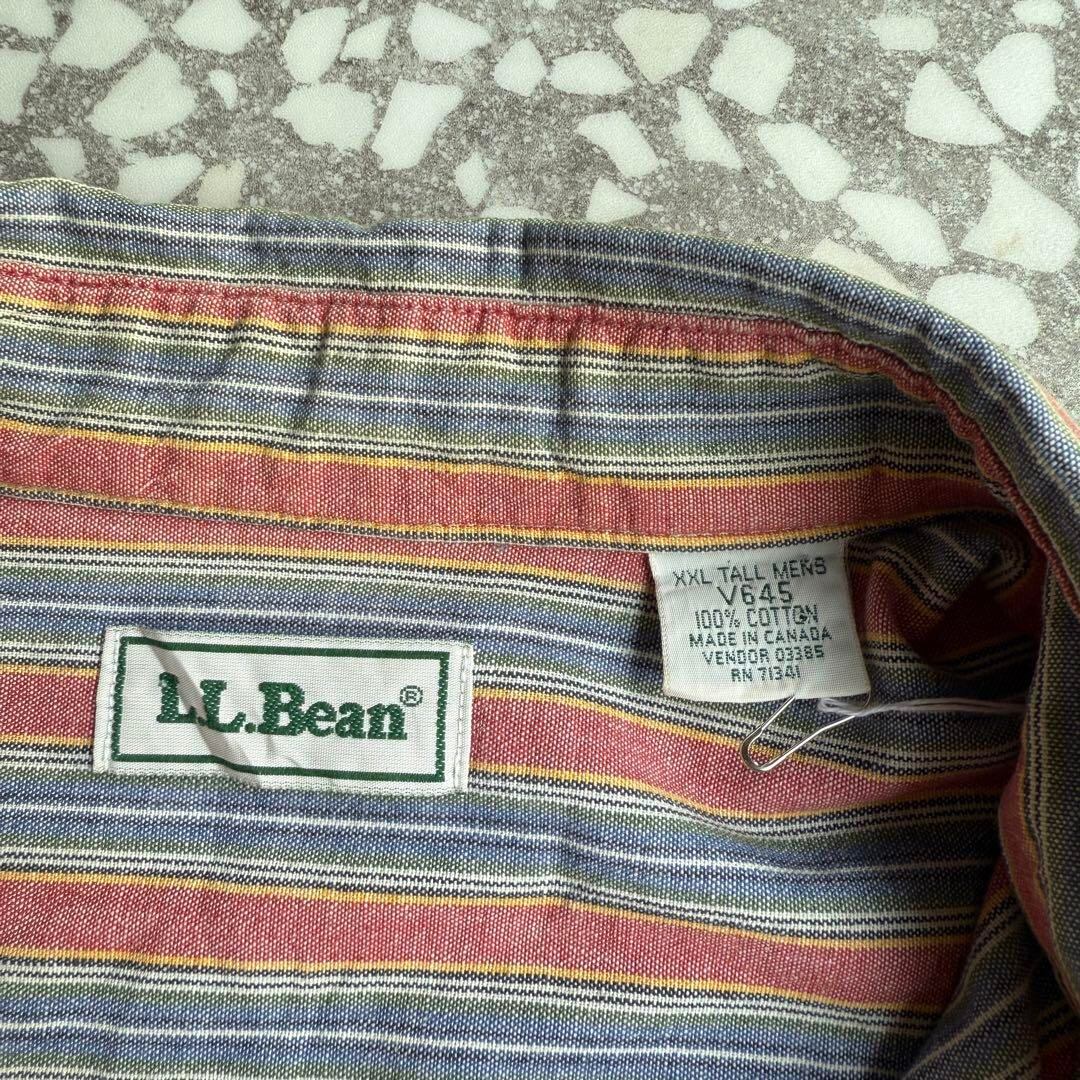 L.L.Bean®
XXL TALL MENS
V645
100% COTTON
MADE IN CANADA
VENDOR 03385
RN 71341